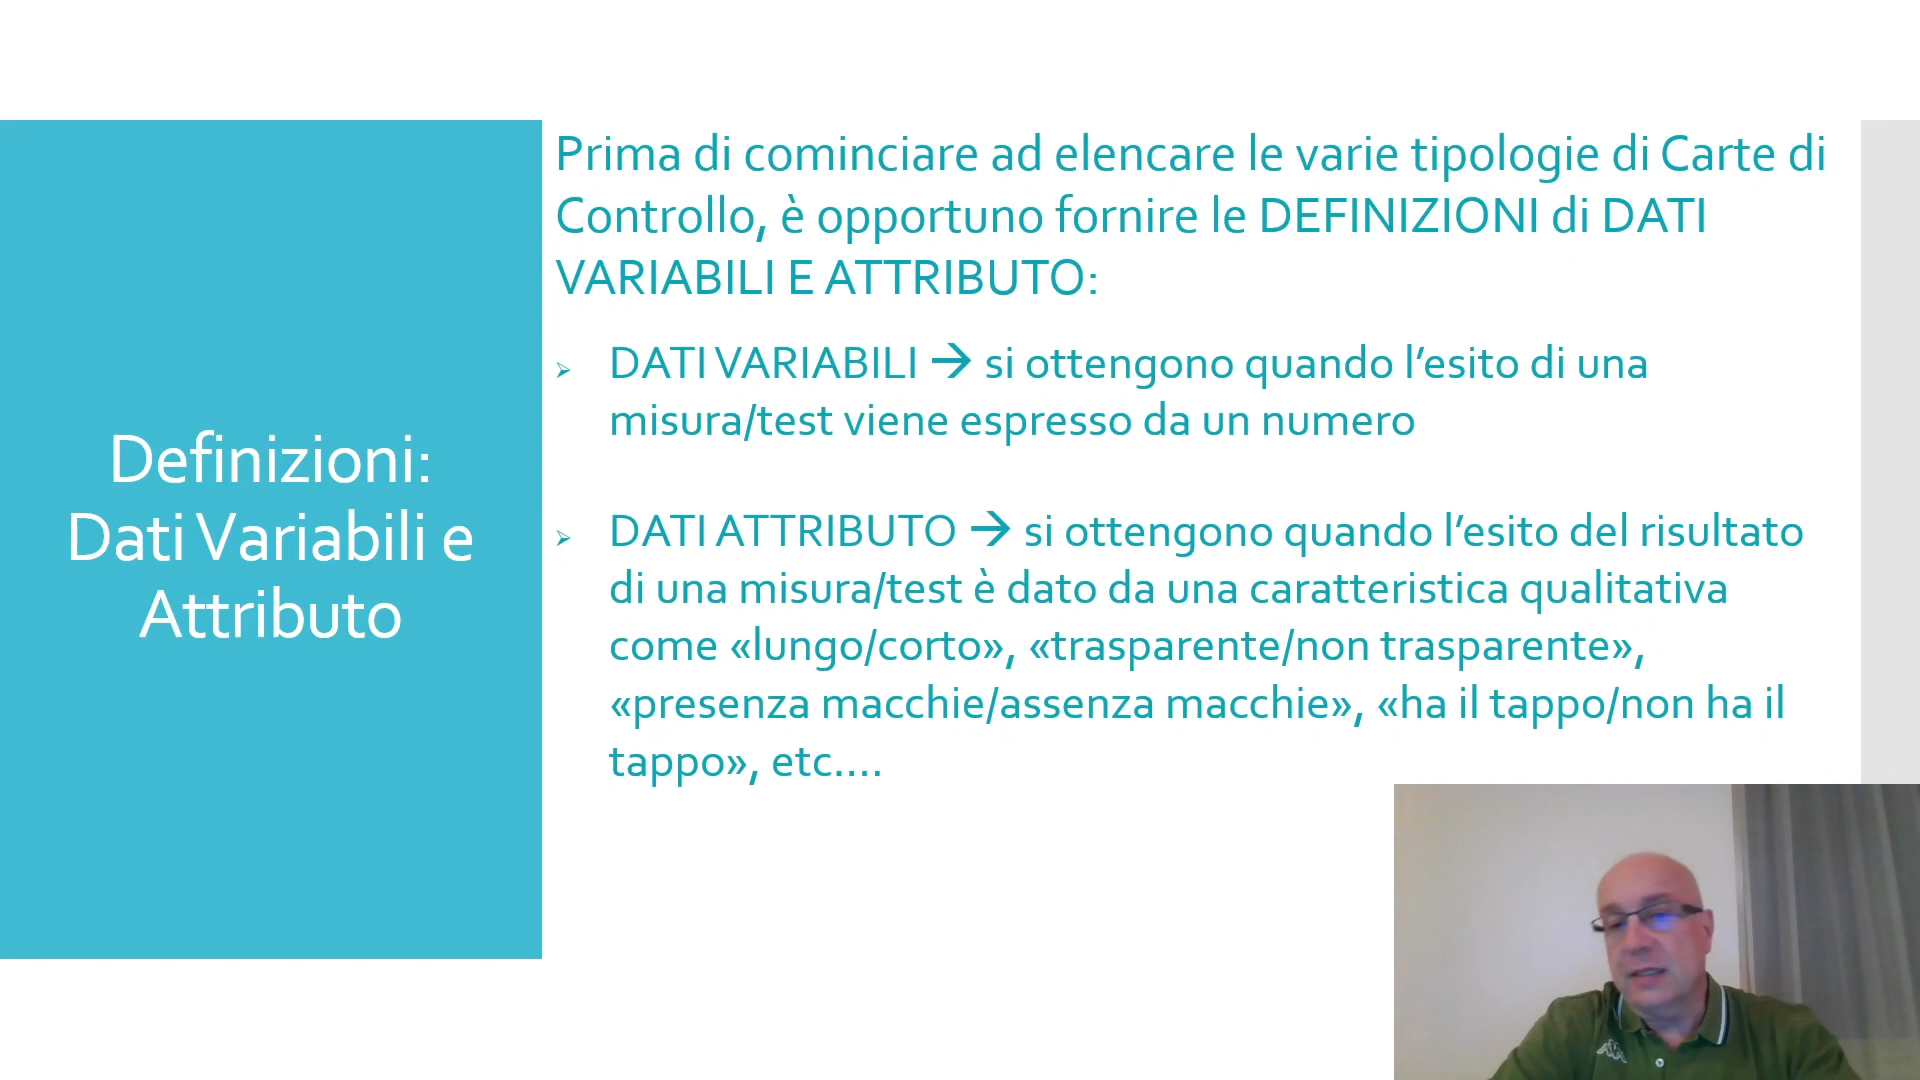 Definizioni:
Dati Variabili e
Attributo
Prima di cominciare ad elencare le varie tipologie di Carte di
Controllo, è opportuno fornire le DEFINIZIONI di DATI
VARIABILI E ATTRIBUTO:
➢ DATI VARIABILI → si ottengono quando l’esito di una
misura/test viene espresso da un numero
➢ DATI ATTRIBUTO → si ottengono quando l’esito del risultato
di una misura/test è dato da una caratteristica qualitativa
come «lungo/corto», «trasparente/non trasparente»,
«presenza macchie/assenza macchie», «ha il tappo/non ha il
tappo», etc....